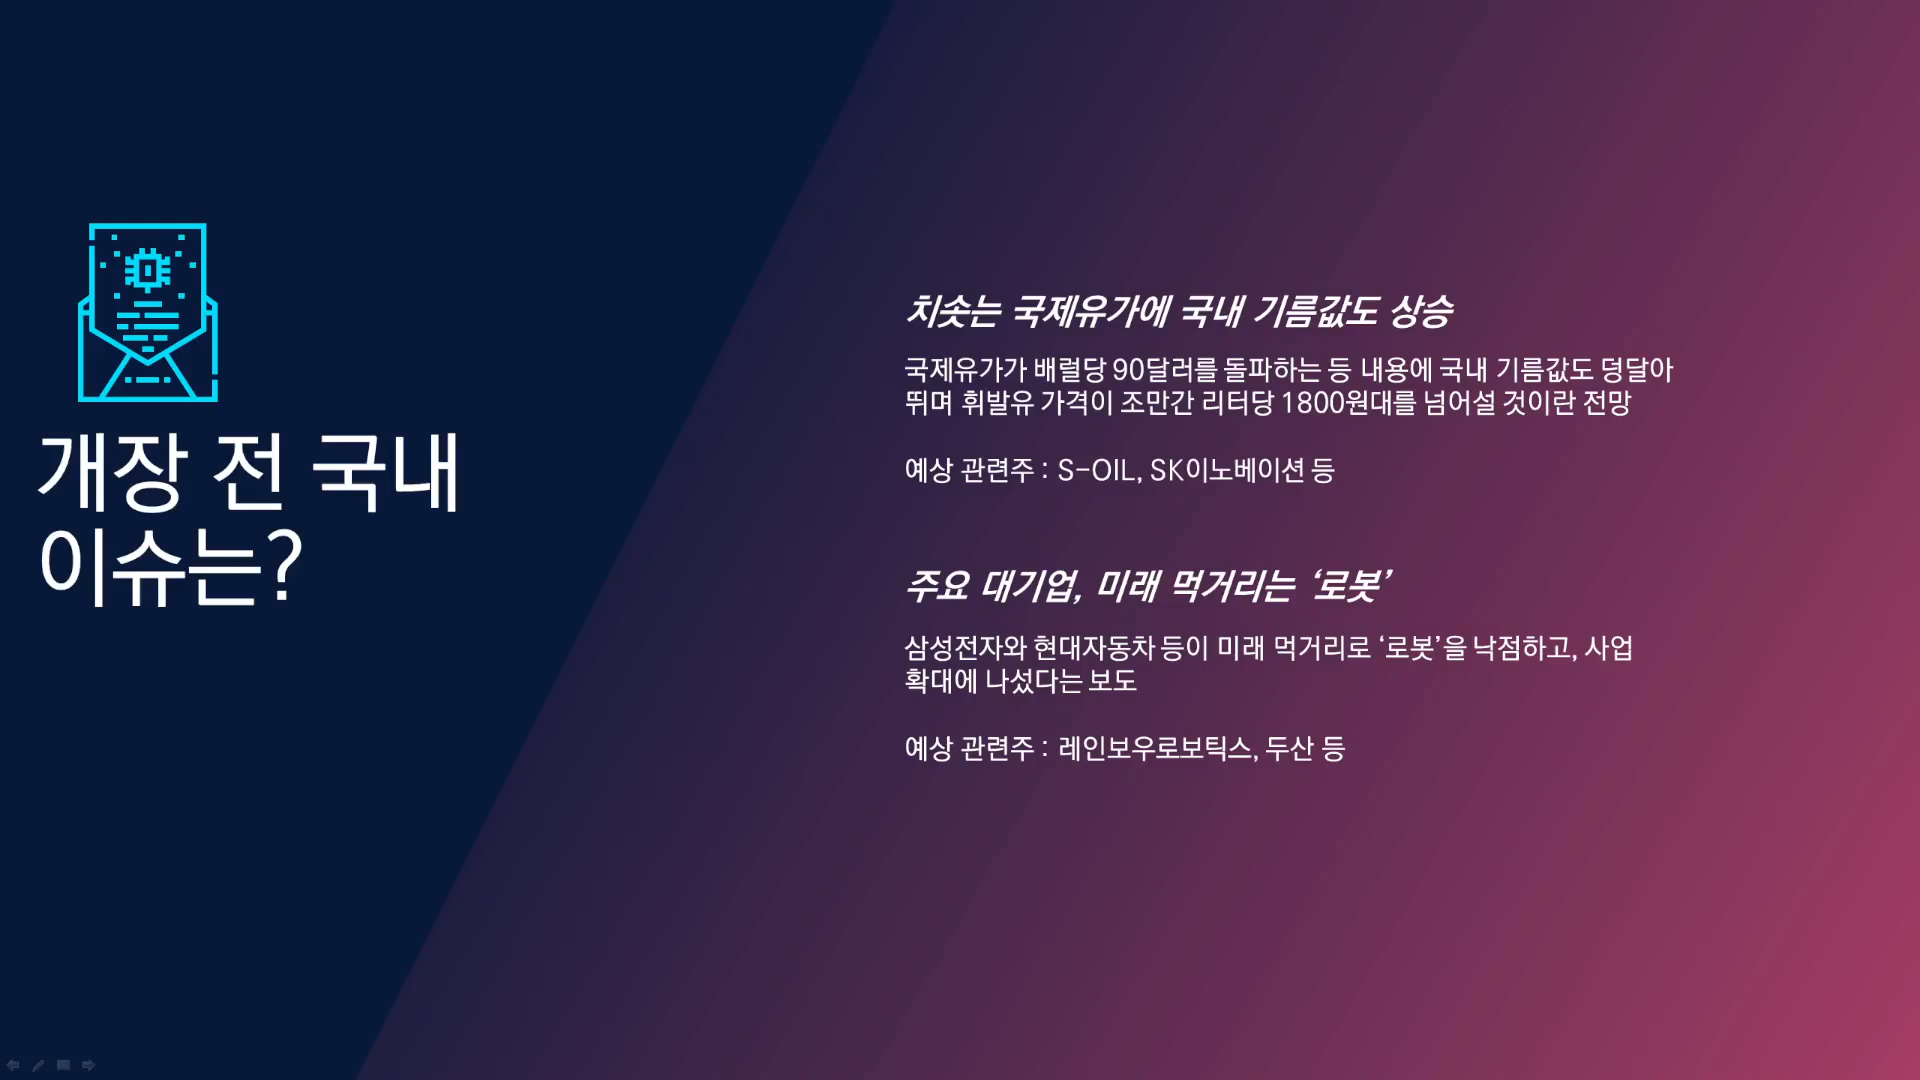 개장 전 국내
이슈는?
치솟는 국제유가에 국내 기름값도 상승
국제유가가 배럴당 90달러를 돌파하는 등 내용에 국내 기름값도 덩달아
뛰며 휘발유 가격이 조만간 리터당 1800원대를 넘어설 것이란 전망
예상 관련주 : S-OIL, SK이노베이션 등
주요 대기업, 미래 먹거리는 ‘로봇’
삼성전자와 현대자동차 등이 미래 먹거리로 ‘로봇’을 낙점하고, 사업
확대에 나섰다는 보도
예상 관련주 : 레인보우로보틱스, 두산 등